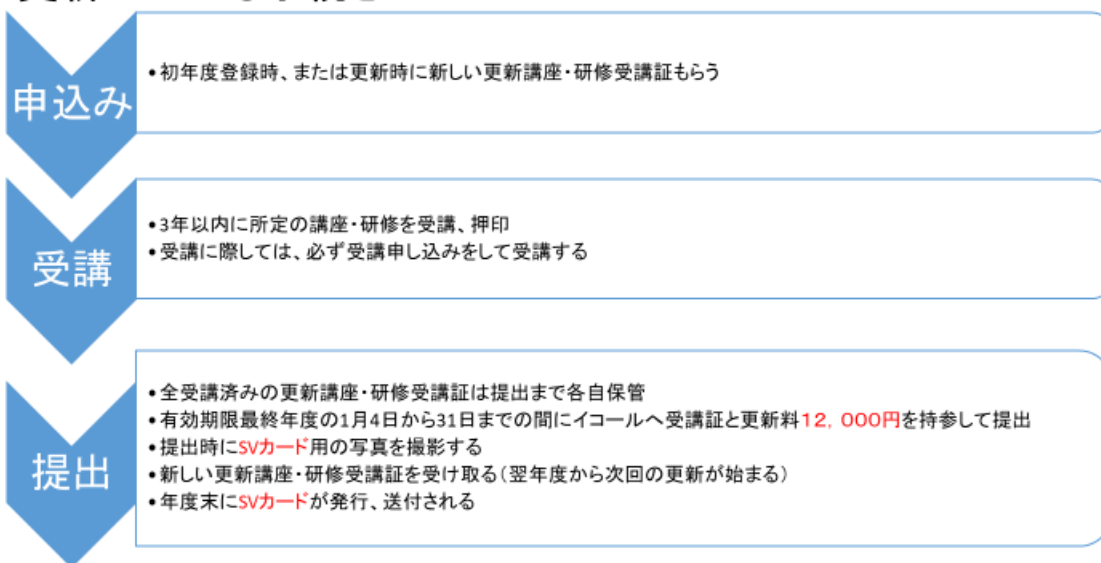 申込み
•初年度登録時、または更新時に新しい更新講座・研修受講証もらう
受講
•3年以内に所定の講座・研修を受講、押印
•受講に際しては、必ず受講申し込みをして受講する
提出
•全受講済みの更新講座・研修受講証は提出まで各自保管
•有効期限最終年度の1月4日から31日までの間にイコールへ受講証と更新料12，000円を持参して提出
•提出時にSVカード用の写真を撮影する
•新しい更新講座・研修受講証を受け取る（翌年度から次回の更新が始まる）
•年度末にSVカードが発行、送付される